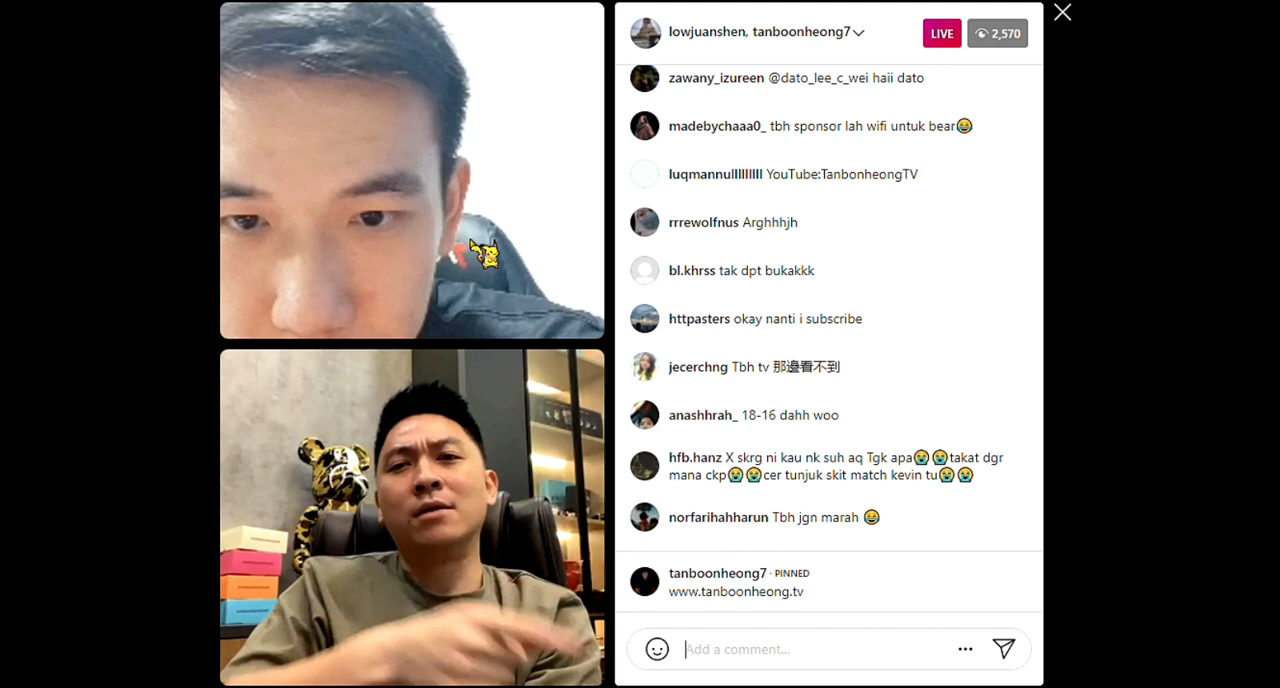 lowjuanshen, tanboonheong7
LIVE
2,570
zawany_izureen @dato_lee_c_wei haii dato
madebychaaa0_ tbh sponsor lah wifi untuk bear😂
luqmannulllllllll YouTube:TanbonheongTV
rrrewolfnus Arghhhjh
bl.khrss tak dpt bukakkk
httpasters okay nanti i subscribe
jecerchng Tbh tv 那邊看不到
anashhrah_ 18-16 dahh woo
hfb.hanz X skrg ni kau nk suh aq Tgk apa😭😭takat dgr
mana ckp😭😭cer tunjuk skit match kevin tu😭😭
norfarihahharun Tbh jgn marah 😂
tanboonheong7 · PINNED
www.tanboonheong.tv
Add a comment...